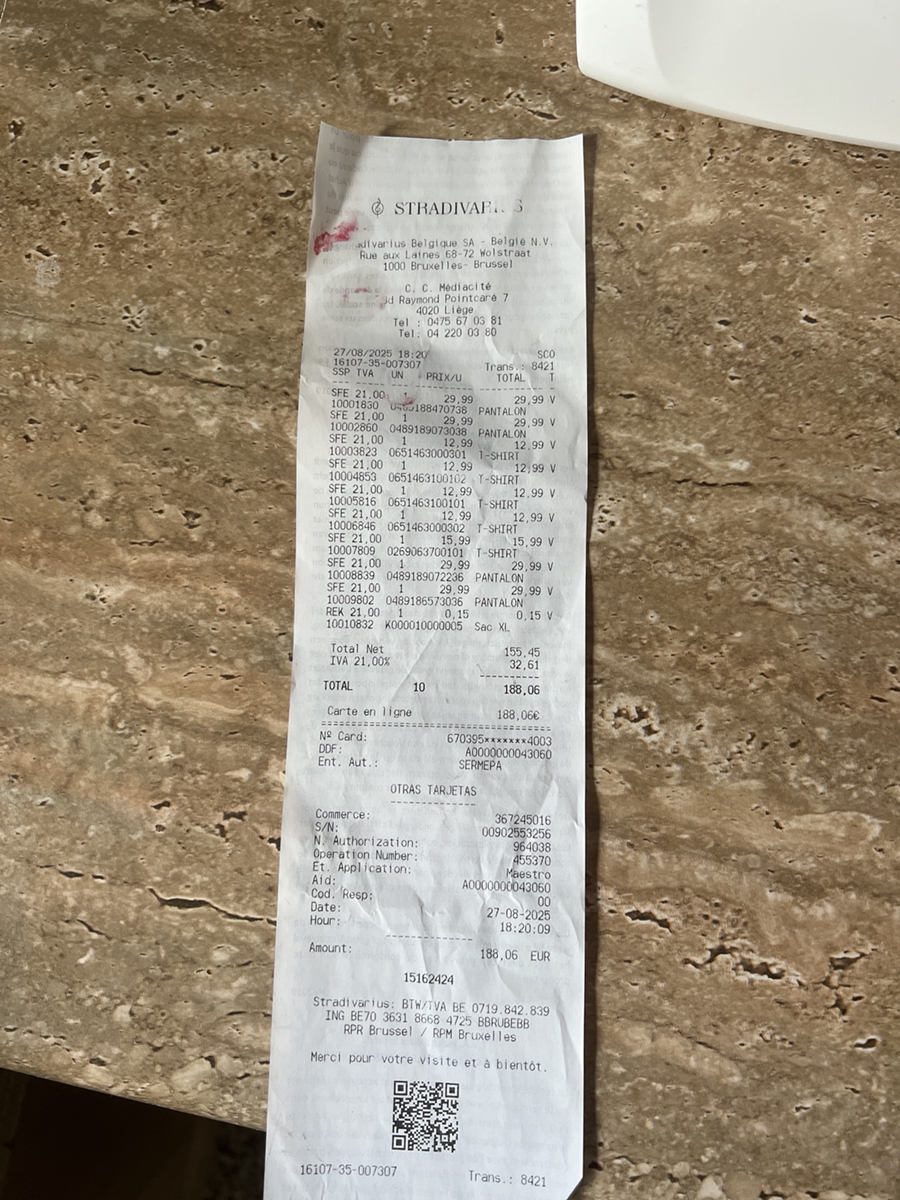 STRADIVAR S
adivarius Belgique SA - België N.V.
Rue aux Laines 68-72 Wolstraat
1000 Bruxelles- Brussel
C. C. Médiacité
d Raymond Pointcaré 7
4020 Liège
Tel : 0475 67 03 81
Tel: 04 220 03 80
27/08/2025 18:20 SCO
16107-35-007307 Trans.: 8421
SSP TVA UN PRIX/U TOTAL T
SFE 21,00 1 29,99 29,99 V
10001830 188470738 PANTALON
SFE 21,00 1 29,99 29,99 V
10002860 0489189073038 PANTALON
SFE 21,00 1 12,99 12,99 V
10003823 0651463000301 T-SHIRT
SFE 21,00 1 12,99 12,99 V
10004853 0651463100102 T-SHIRT
SFE 21,00 1 12,99 12,99 V
10005816 0651463100101 T-SHIRT
SFE 21,00 1 12,99 12,99 V
10006846 0651463000302 T-SHIRT
SFE 21,00 1 15,99 15,99 V
10007809 0269063700101 T-SHIRT
SFE 21,00 1 29,99 29,99 V
10008839 0489189072236 PANTALON
SFE 21,00 1 29,99 29,99 V
10009802 0489186573036 PANTALON
REK 21,00 1 0,15 0,15 V
10010832 K000010000005 Sac XL
Total Net 155,45
IVA 21,00% 32,61
TOTAL 10 188,06
Carte en ligne 188,06€
Nº Card: 670395*******4003
DDF: A0000000043060
Ent. Aut.: SERMEPA
OTRAS TARJETAS
Commerce: 367245016
S/N: 00902553256
N. Authorization: 964038
Operation Number: 455370
Et. Application: Maestro
Aid: A0000000043060
Cod. Resp: 00
Date: 27-08-2025
Hour: 18:20:09
Amount: 188,06 EUR
15162424
Stradivarius: BTW/TVA BE 0719.842.839
ING BE70 3631 8668 4725 BBRUBEBB
RPR Brussel / RPM Bruxelles
Merci pour votre visite et à bientôt.
16107-35-007307 Trans.: 8421